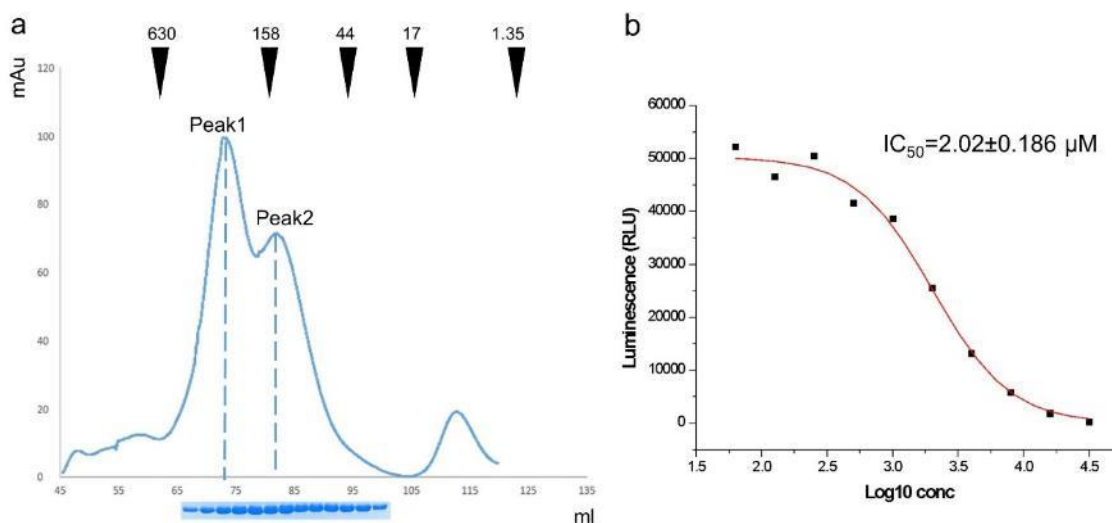 a
630 158 44 17 1.35
mAu
120
100
80
60
40
20
0
Peak1
Peak2
45 55 65 75 85 95 105 115 125 135
ml
b
60000
50000
40000
30000
20000
10000
0
IC50=2.02±0.186 µM
Luminescence (RLU)
1.5 2.0 2.5 3.0 3.5 4.0 4.5
Log10 conc